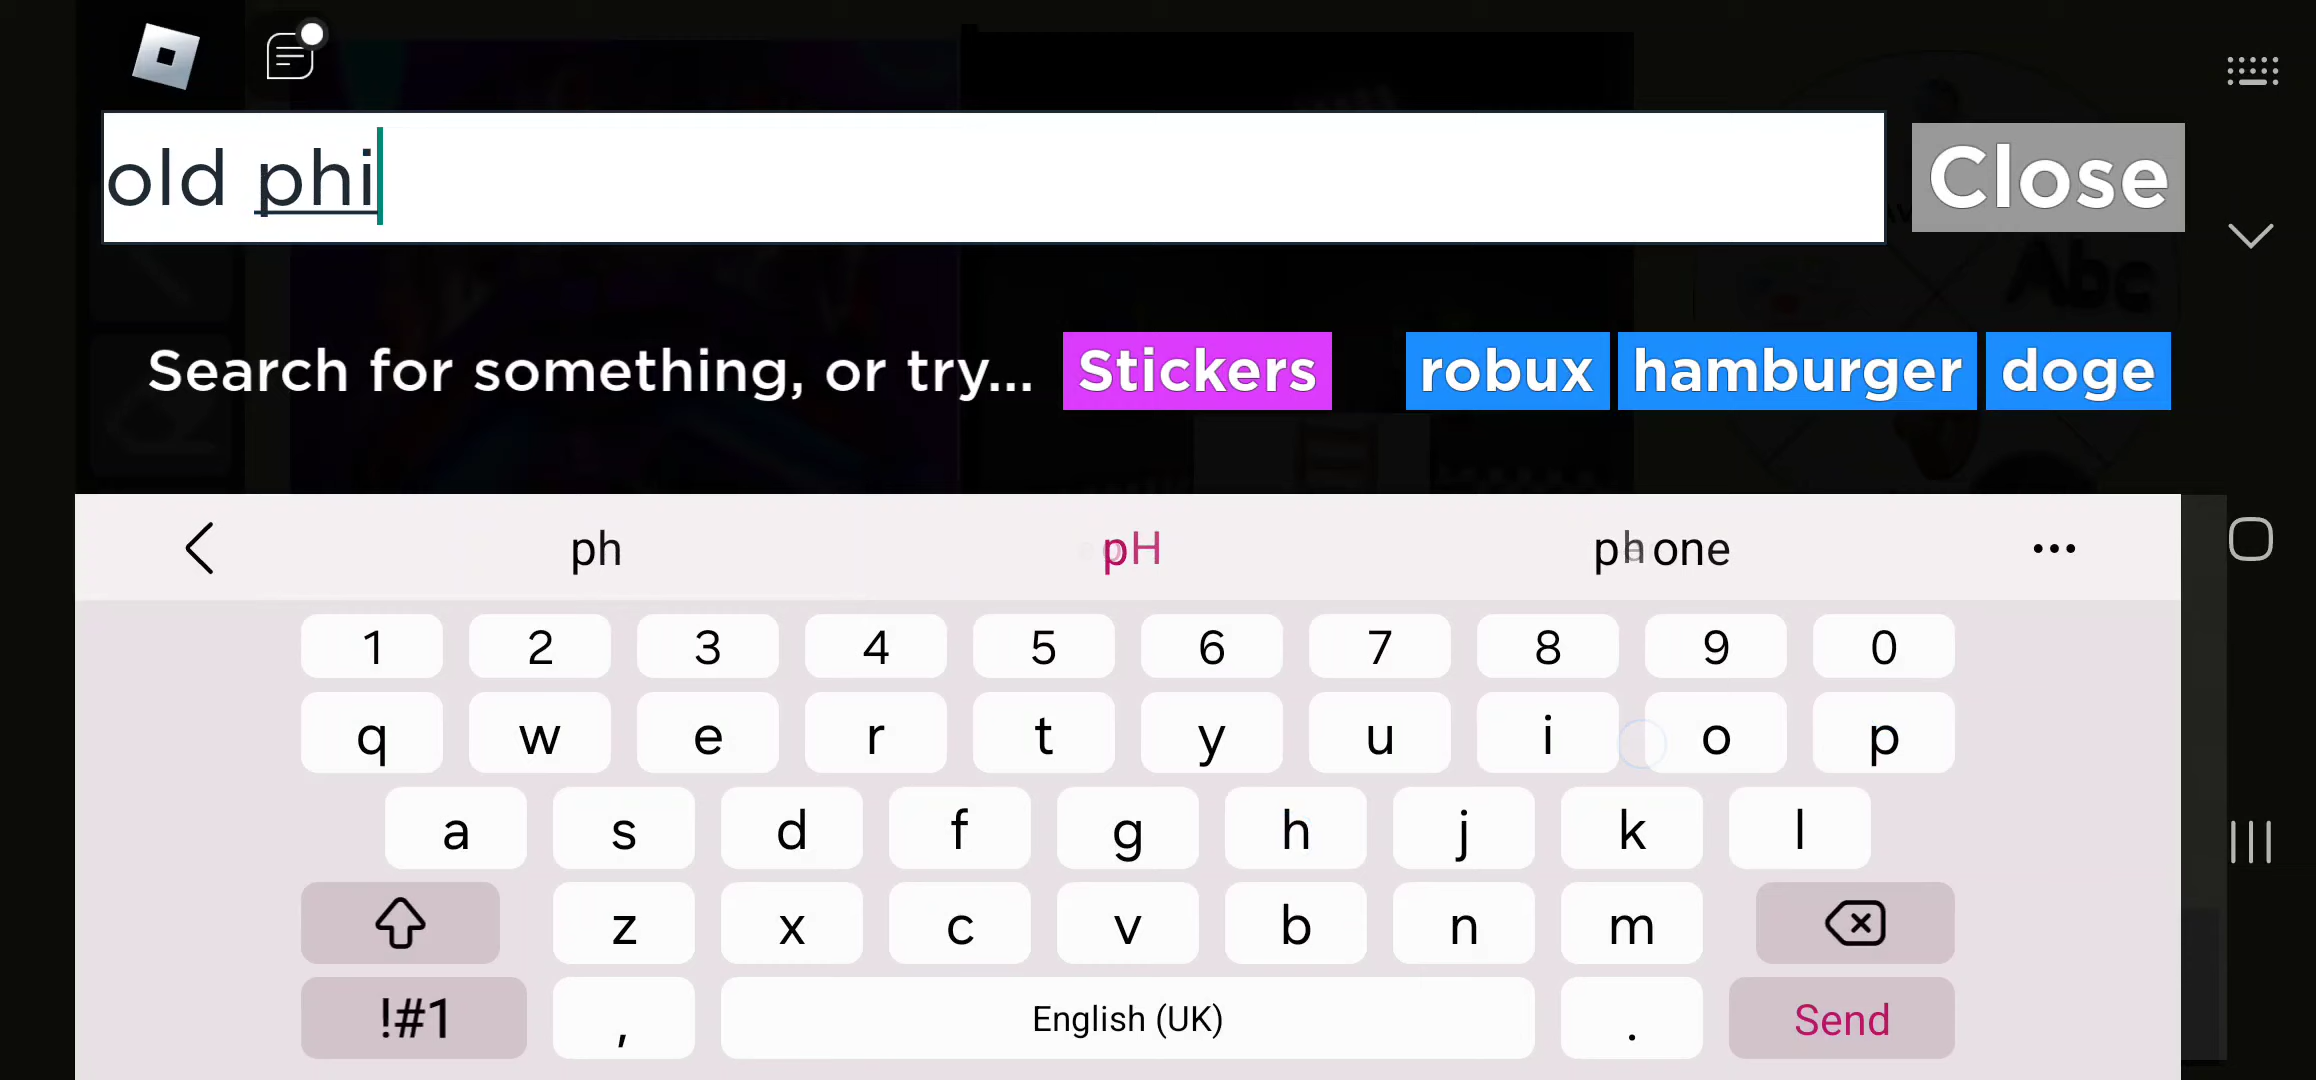 old phi
Close
Abc
Search for something, or try... Stickers robux hamburger doge
ph pH phone
1 2 3 4 5 6 7 8 9 0
q w e r t y u i o p
a s d f g h j k l
z x c v b n m
!#1 , English (UK) . Send